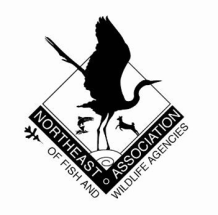 NORTHEAST ASSOCIATION
OF FISH AND WILDLIFE AGENCIES